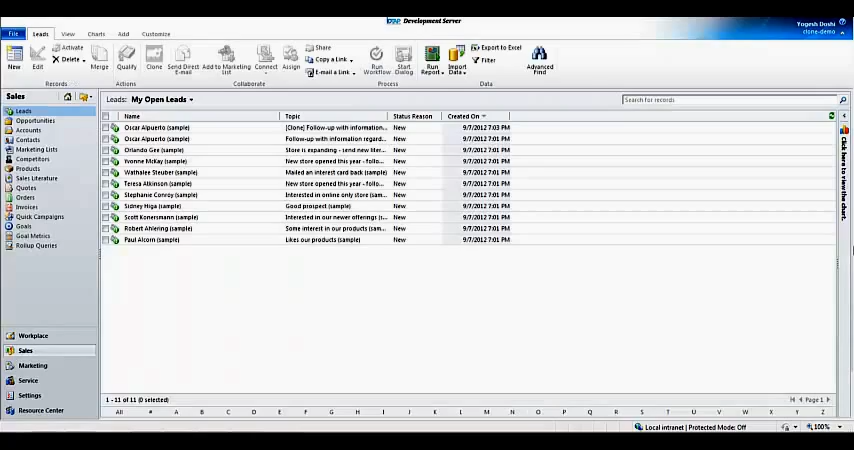 Development Server
Yogesh Doshi
clone-demo
File
Leads
View
Charts
Add
Customize
New
Edit
Activate
Delete
Merge
Records
Qualify
Actions
Clone
Send Direct E-mail
Add to Marketing List
Connect
Assign
Share
Copy a Link
E-mail a Link
Collaborate
Run Workflow
Start Dialog
Process
Run Report
Import Data
Export to Excel
Filter
Data
Advanced Find
Sales
Leads
Opportunities
Accounts
Contacts
Marketing Lists
Competitors
Products
Sales Literature
Quotes
Orders
Invoices
Quick Campaigns
Goals
Goal Metrics
Rollup Queries
Workplace
Sales
Marketing
Service
Settings
Resource Center
Leads: My Open Leads
Search for records
Name Topic Status Reason Created On
Oscar Alpuerto (sample) [Clone] Follow-up with information... New 9/7/2012 7:03 PM
Oscar Alpuerto (sample) Follow-up with information regard... New 9/7/2012 7:01 PM
Orlando Gee (sample) Store is expanding - send new liter... New 9/7/2012 7:01 PM
Yvonne McKay (sample) New store opened this year - follo... New 9/7/2012 7:01 PM
Wathalee Steuber (sample) Mailed an interest card back (sample) New 9/7/2012 7:01 PM
Teresa Atkinson (sample) New store opened this year - follo... New 9/7/2012 7:01 PM
Stephanie Conroy (sample) Interested in online only store (sam... New 9/7/2012 7:01 PM
Sidney Higa (sample) Good prospect (sample) New 9/7/2012 7:01 PM
Scott Konersmann (sample) Interested in our newer offerings (s... New 9/7/2012 7:01 PM
Robert Ahlering (sample) Some interest in our products (sam... New 9/7/2012 7:01 PM
Paul Alcorn (sample) Likes our products (sample) New 9/7/2012 7:01 PM
Click here to view the chart.
1 - 11 of 11 (0 selected)
Page 1
All # A B C D E F G H I J K L M N O P Q R S T U V W X Y Z
Local intranet | Protected Mode: Off
100%